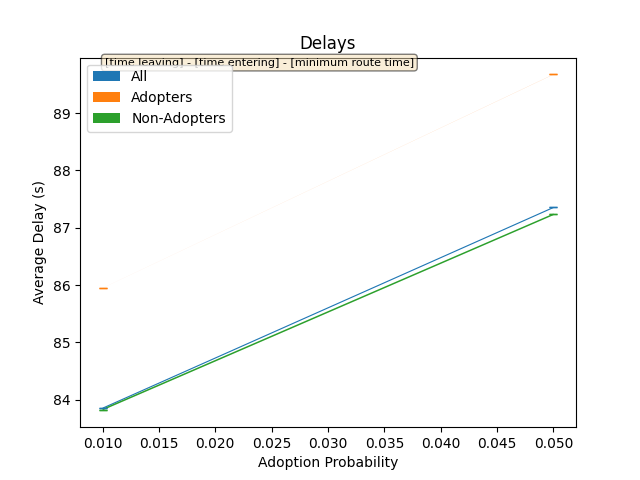 Delays
[time leaving] - [time entering] - [minimum route time]
All
Adopters
Non-Adopters
89
88
87
86
85
84
Average Delay (s)
0.010 0.015 0.020 0.025 0.030 0.035 0.040 0.045 0.050
Adoption Probability